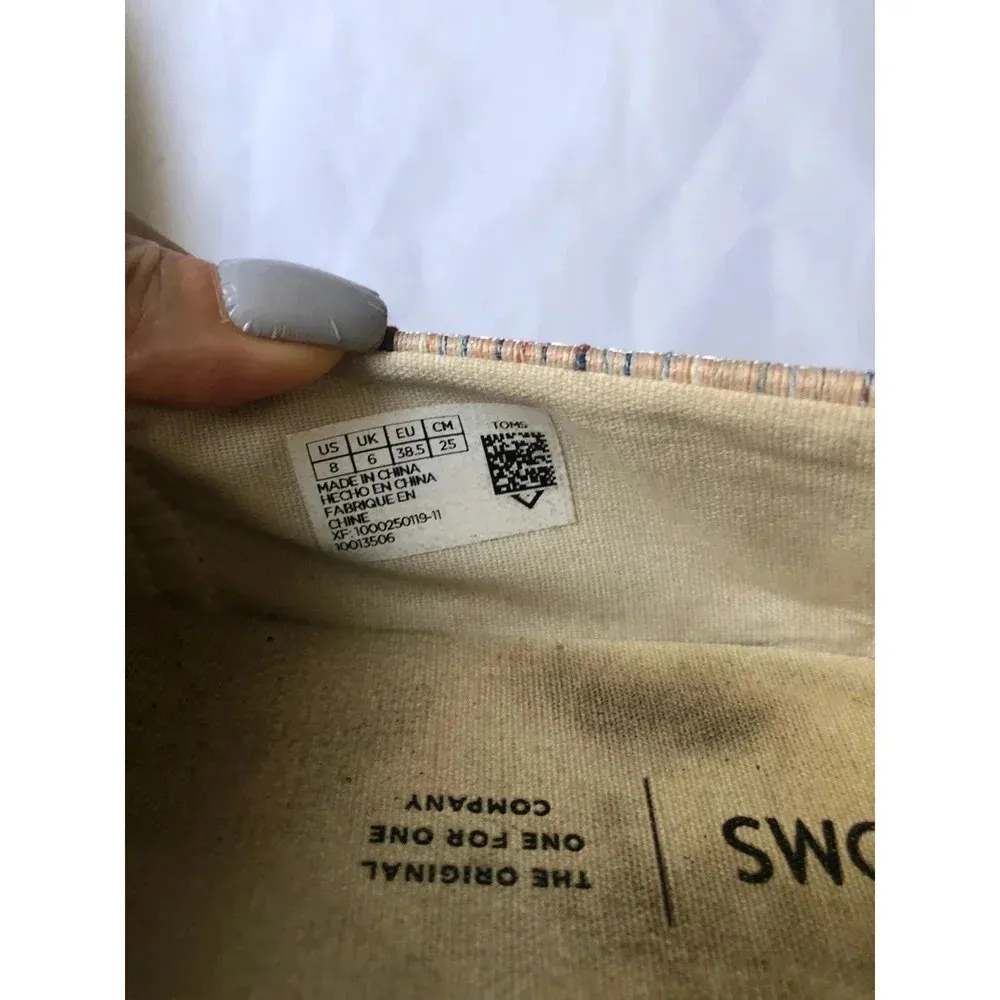 US UK EU CM
8 6 38.5 25
TOMS
MADE IN CHINA
HECHO EN CHINA
FABRIQUE EN
CHINE
XF: 1000250119-11
10013506
THE ORIGINAL
ONE FOR ONE
COMPANY
OMS